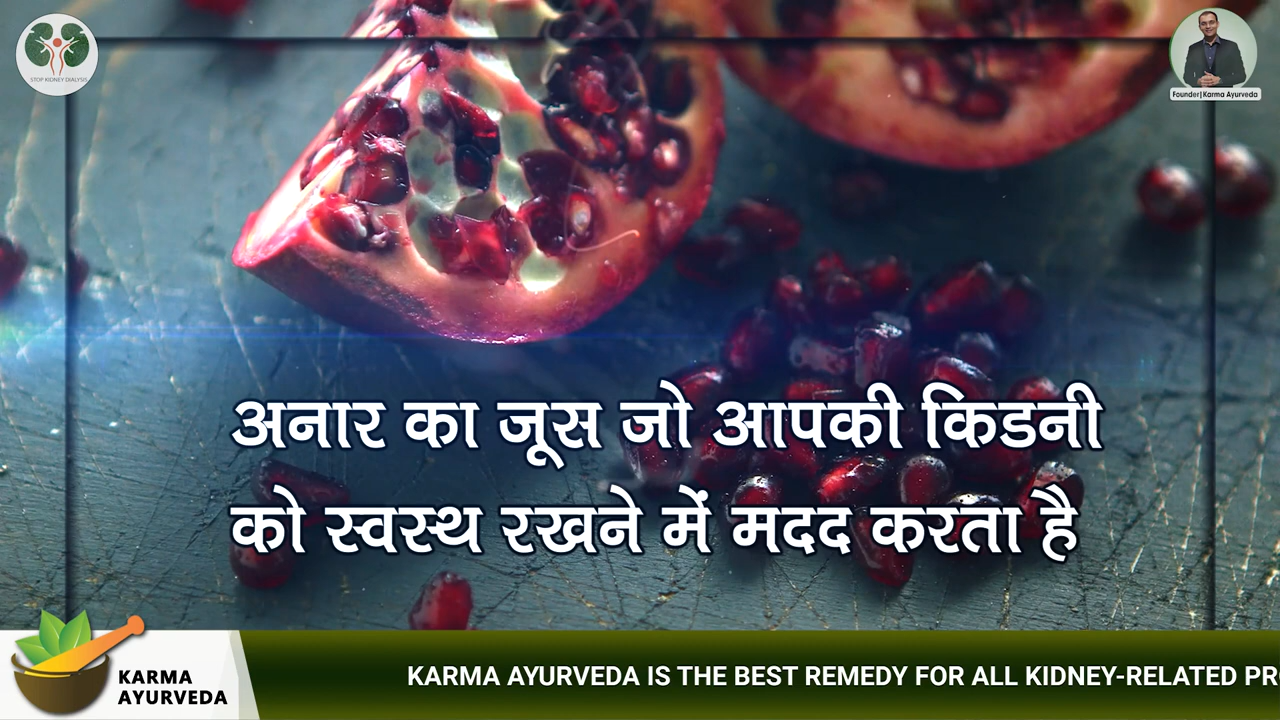 STOP KIDNEY DIALYSIS
Founder|Karma Ayurveda
अनार का जूस जो आपकी किडनी
को स्वस्थ रखने में मदद करता है
KARMA
AYURVEDA
KARMA AYURVEDA IS THE BEST REMEDY FOR ALL KIDNEY-RELATED